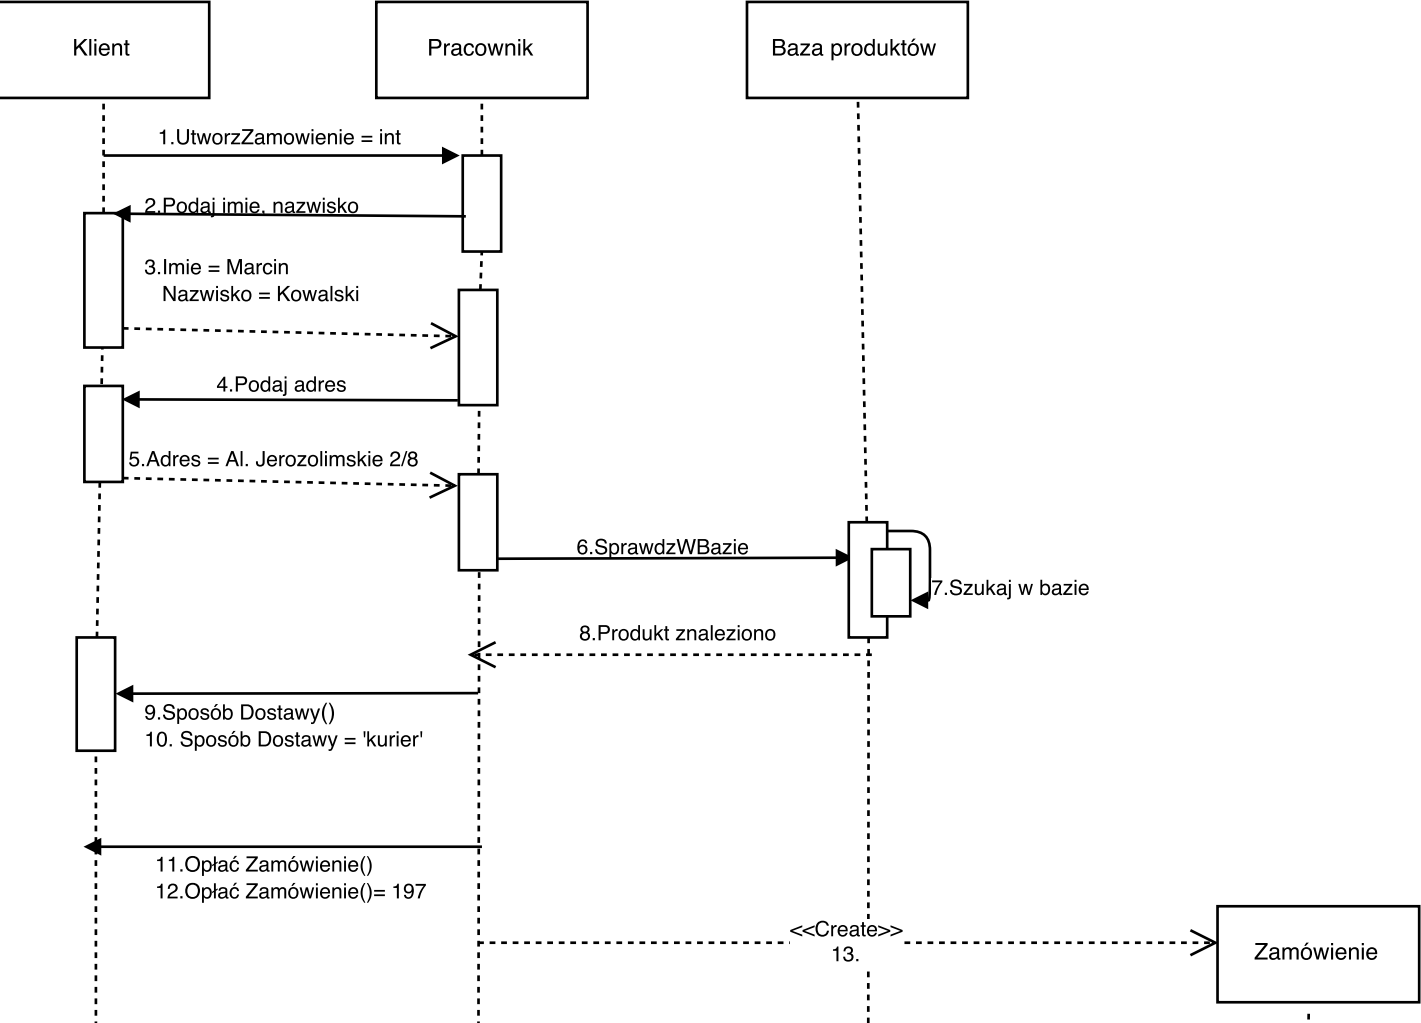 Klient
Pracownik
Baza produktów
1.UtworzZamowienie = int
2.Podaj imie, nazwisko
3.Imie = Marcin
Nazwisko = Kowalski
4.Podaj adres
5.Adres = Al. Jerozolimskie 2/8
6.SprawdzWBazie
7.Szukaj w bazie
8.Produkt znaleziono
9.Sposób Dostawy()
10. Sposób Dostawy = 'kurier'
11.Opłać Zamówienie()
12.Opłać Zamówienie()= 197
<<Create>>
13.
Zamówienie